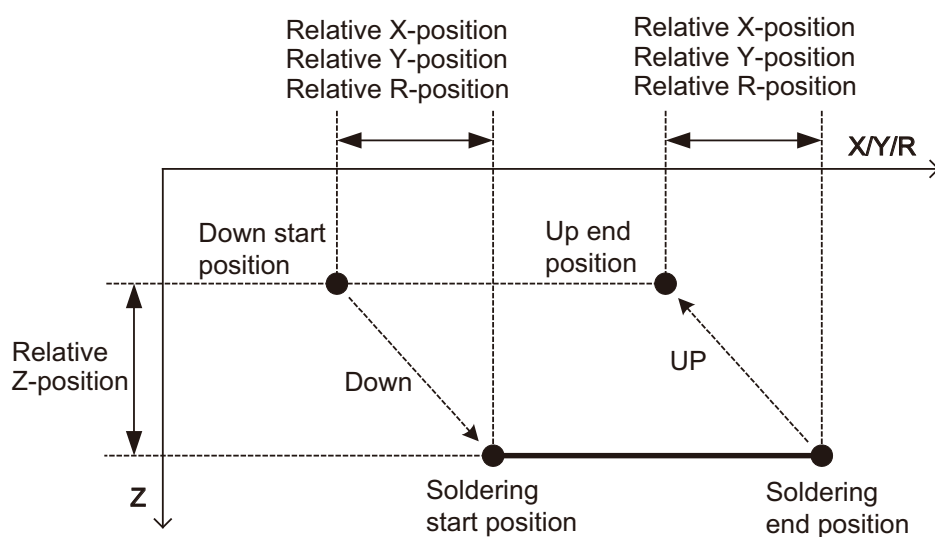 Relative X-position
Relative Y-position
Relative R-position
Relative X-position
Relative Y-position
Relative R-position
X/Y/R
Down start
position
Up end
position
Relative
Z-position
Down
UP
Z
Soldering
start position
Soldering
end position